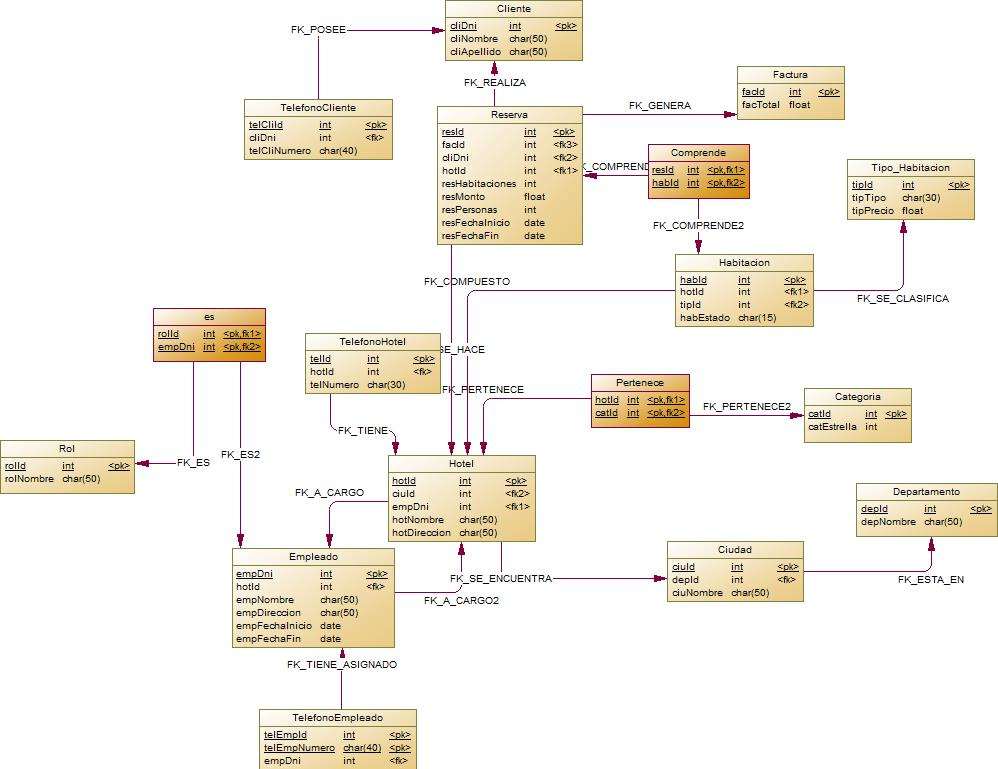 Cliente
cliDni int <pk>
cliNombre char(50)
cliApellido char(50)
FK_POSEE
FK_REALIZA
Factura
facId int <pk>
facTotal float
FK_GENERA
TelefonoCliente
telCliId int <pk>
cliDni int <fk>
telCliNumero char(40)
Reserva
resId int <pk>
facId int <fk3>
cliDni int <fk2>
hotId int <fk1>
resHabitaciones int
resMonto float
resPersonas int
resFechaInicio date
resFechaFin date
K_COMPREND
Comprende
resId int <pk,fk1>
habId int <pk,fk2>
Tipo_Habitacion
tipId int <pk>
tipTipo char(30)
tipPrecio float
FK_COMPRENDE2
Habitacion
habId int <pk>
hotId int <fk1>
tipId int <fk2>
habEstado char(15)
FK_COMPUESTO
FK_SE_CLASIFICA
es
rolId int <pk,fk1>
empDni int <pk,fk2>
TelefonoHotel
telId int <pk>
hotId int <fk>
telNumero char(30)
SE_HACE
FK_PERTENECE
Pertenece
hotId int <pk,fk1>
catId int <pk,fk2>
FK_PERTENECE2
Categoria
catId int <pk>
catEstrella int
FK_TIENE
Rol
rolId int <pk>
rolNombre char(50)
FK_ES
FK_ES2
Hotel
hotId int <pk>
ciuId int <fk2>
empDni int <fk1>
hotNombre char(50)
hotDireccion char(50)
FK_A_CARGO
Departamento
depId int <pk>
depNombre char(50)
Empleado
empDni int <pk>
hotId int <fk>
empNombre char(50)
empDireccion char(50)
empFechaInicio date
empFechaFin date
FK_SE_ENCUENTRA
FK_A_CARGO2
Ciudad
ciuId int <pk>
depId int <fk>
ciuNombre char(50)
FK_ESTA_EN
FK_TIENE_ASIGNADO
TelefonoEmpleado
telEmpId int <pk>
telEmpNumero char(40) <pk>
empDni int <fk>